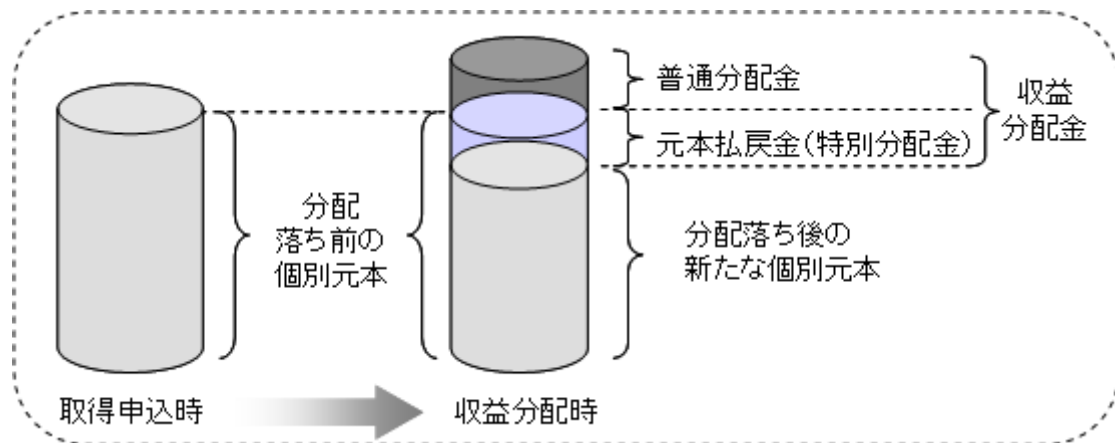 普通分配金
収益
分配金
元本払戻金(特別分配金)
分配
落ち前の
個別元本
分配落ち後の
新たな個別元本
取得申込時
収益分配時